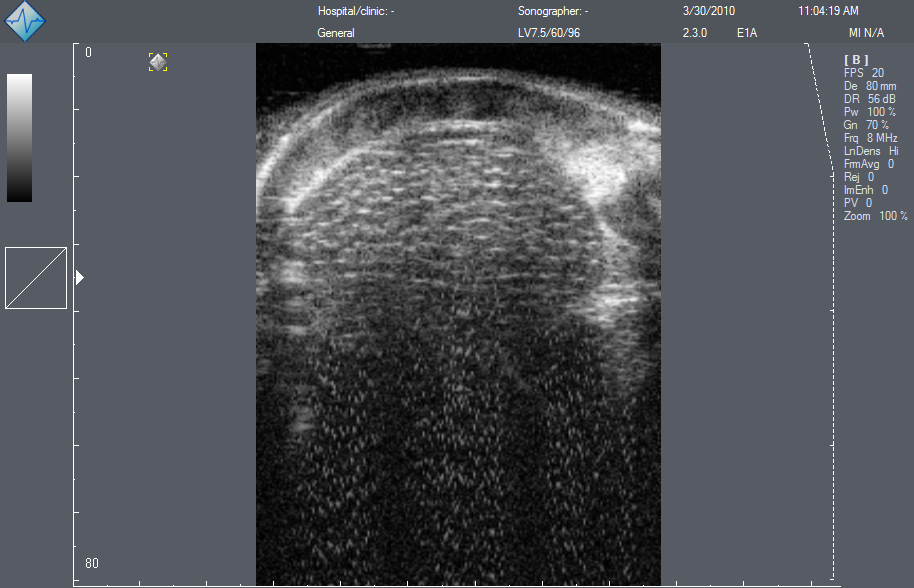 Hospital/clinic: - Sonographer: - 3/30/2010 11:04:19 AM
General LV7.5/60/96 2.3.0 E1A MI N/A
0
[ B ]
FPS 20
De 80 mm
DR 56 dB
Pw 100 %
Gn 70 %
Frq 8 MHz
LnDens Hi
FrmAvg 0
Rej 0
ImEnh 0
PV 0
Zoom 100 %
80